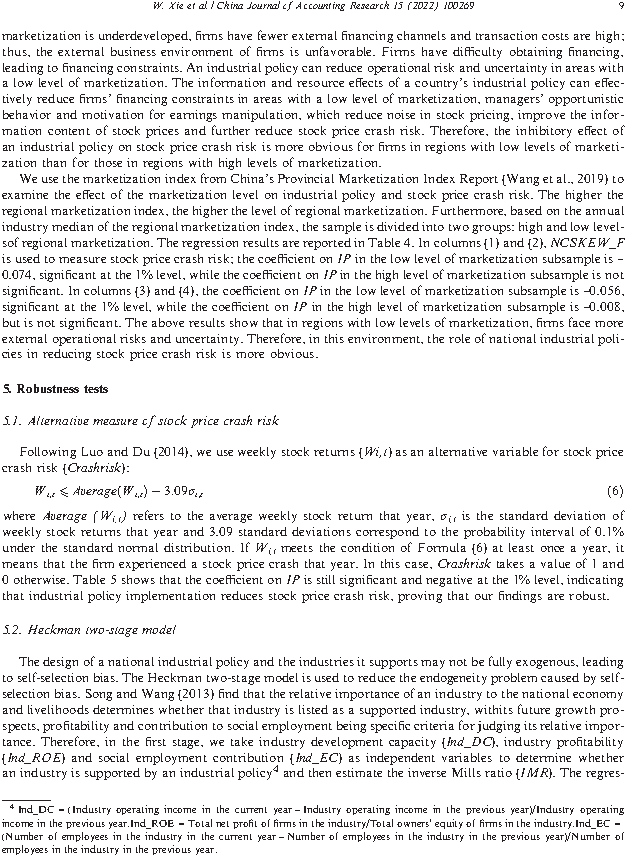 W. Xie et al / China Journal of Accounting Research 15 (2022) 100269 9
marketization is underdeveloped, firms have fewer external financing channels and transaction costs are high;
thus, the external business environment of firms is unfavorable. Firms have difficulty obtaining financing,
leading to financing constraints. An industrial policy can reduce operational risk and uncertainty in areas with
a low level of marketization. The information and resource effects of a country's industrial policy can effec-
tively reduce firms' financing constraints in areas with a low level of marketization, managers' opportunistic
behavior and motivation for earnings manipulation, which reduce noise in stock pricing, improve the infor-
mation content of stock prices and further reduce stock price crash risk. Therefore, the inhibitory effect of
an industrial policy on stock price crash risk is more obvious for firms in regions with low levels of marketi-
zation than for those in regions with high levels of marketization.
We use the marketization index from China's Provincial Marketization Index Report (Wang et al., 2019) to
examine the effect of the marketization level on industrial policy and stock price crash risk. The higher the
regional marketization index, the higher the level of regional marketization. Furthermore, based on the annual
industry median of the regional marketization index, the sample is divided into two groups: high and low level-
sof regional marketization. The regression results are reported in Table 4. In columns (1) and (2), NCSKEW_F
is used to measure stock price crash risk; the coefficient on IP in the low level of marketization subsample is –
0.074, significant at the 1% level, while the coefficient on IP in the high level of marketization subsample is not
significant. In columns (3) and (4), the coefficient on IP in the low level of marketization subsample is –0.056,
significant at the 1% level, while the coefficient on IP in the high level of marketization subsample is –0.008,
but is not significant. The above results show that in regions with low levels of marketization, firms face more
external operational risks and uncertainty. Therefore, in this environment, the role of national industrial poli-
cies in reducing stock price crash risk is more obvious.
5. Robustness tests
5.1. Alternative measure of stock price crash risk
Following Luo and Du (2014), we use weekly stock returns (Wi,t) as an alternative variable for stock price
crash risk (Crashrisk):
W i,t ⩽ Average(W i,t) − 3.09σi,t (6)
where Average (W i,t) refers to the average weekly stock return that year, σi,t is the standard deviation of
weekly stock returns that year and 3.09 standard deviations correspond to the probability interval of 0.1%
under the standard normal distribution. If W i,t meets the condition of Formula (6) at least once a year, it
means that the firm experienced a stock price crash that year. In this case, Crashrisk takes a value of 1 and
0 otherwise. Table 5 shows that the coefficient on IP is still significant and negative at the 1% level, indicating
that industrial policy implementation reduces stock price crash risk, proving that our findings are robust.
5.2. Heckman two-stage model
The design of a national industrial policy and the industries it supports may not be fully exogenous, leading
to self-selection bias. The Heckman two-stage model is used to reduce the endogeneity problem caused by self-
selection bias. Song and Wang (2013) find that the relative importance of an industry to the national economy
and livelihoods determines whether that industry is listed as a supported industry, withits future growth pro-
spects, profitability and contribution to social employment being specific criteria for judging its relative impor-
tance. Therefore, in the first stage, we take industry development capacity (Ind_DC), industry profitability
(Ind_ROE) and social employment contribution (Ind_EC) as independent variables to determine whether
an industry is supported by an industrial policy4 and then estimate the inverse Mills ratio (IMR). The regres-
4 Ind_DC = (Industry operating income in the current year – Industry operating income in the previous year)/Industry operating
income in the previous year.Ind_ROE = Total net profit of firms in the industry/Total owners' equity of firms in the industry.Ind_EC =
(Number of employees in the industry in the current year – Number of employees in the industry in the previous year)/Number of
employees in the industry in the previous year.